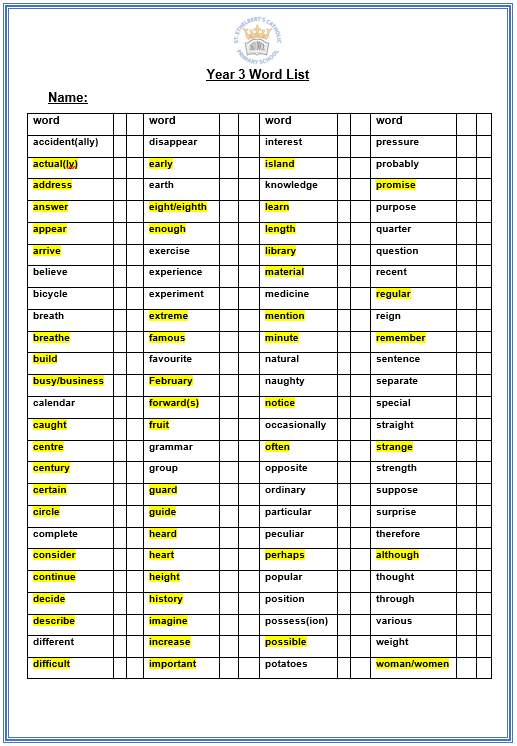 ST. ETHELBERT'S CATHOLIC
PRIMARY SCHOOL
Year 3 Word List
Name:
word word word word
accident(ally) disappear interest pressure
actual(ly) early island probably
address earth knowledge promise
answer eight/eighth learn purpose
appear enough length quarter
arrive exercise library question
believe experience material recent
bicycle experiment medicine regular
breath extreme mention reign
breathe famous minute remember
build favourite natural sentence
busy/business February naughty separate
calendar forward(s) notice special
caught fruit occasionally straight
centre grammar often strange
century group opposite strength
certain guard ordinary suppose
circle guide particular surprise
complete heard peculiar therefore
consider heart perhaps although
continue height popular thought
decide history position through
describe imagine possess(ion) various
different increase possible weight
difficult important potatoes woman/women